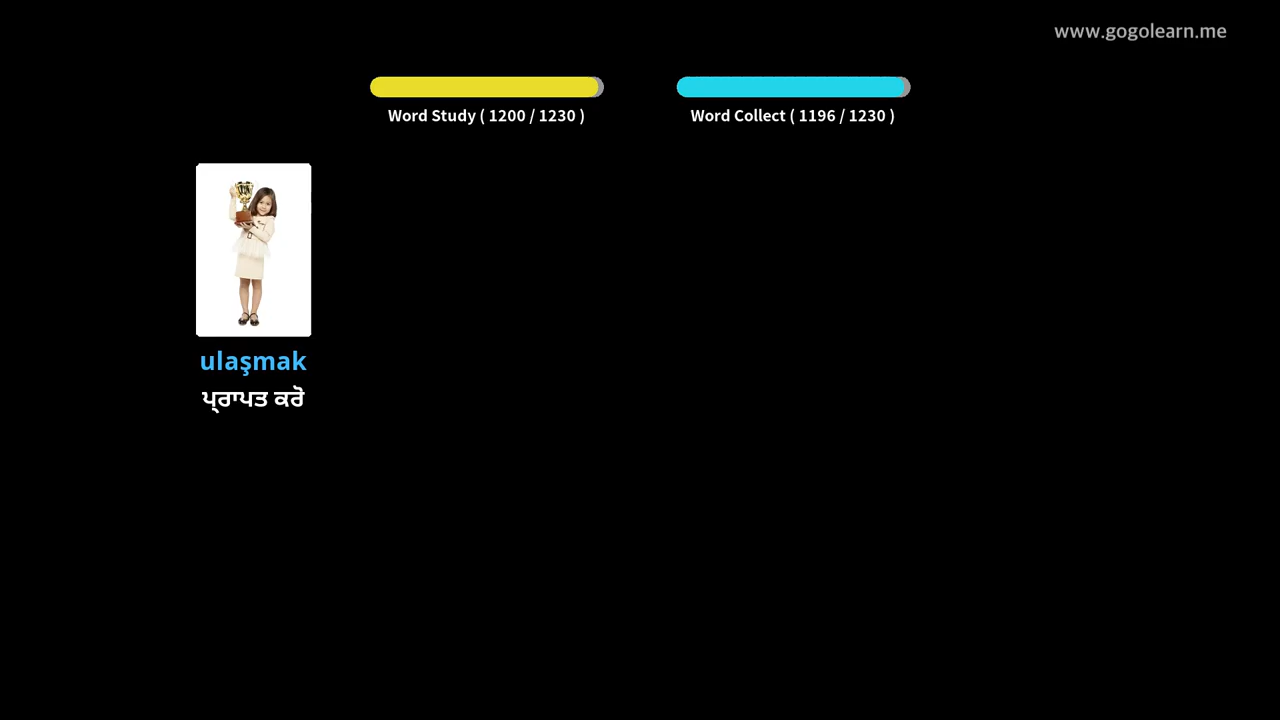 www.gogolearn.me
Word Study ( 1200 / 1230 )
Word Collect ( 1196 / 1230 )
ulaşmak
ਪ੍ਰਾਪਤ ਕਰੋ